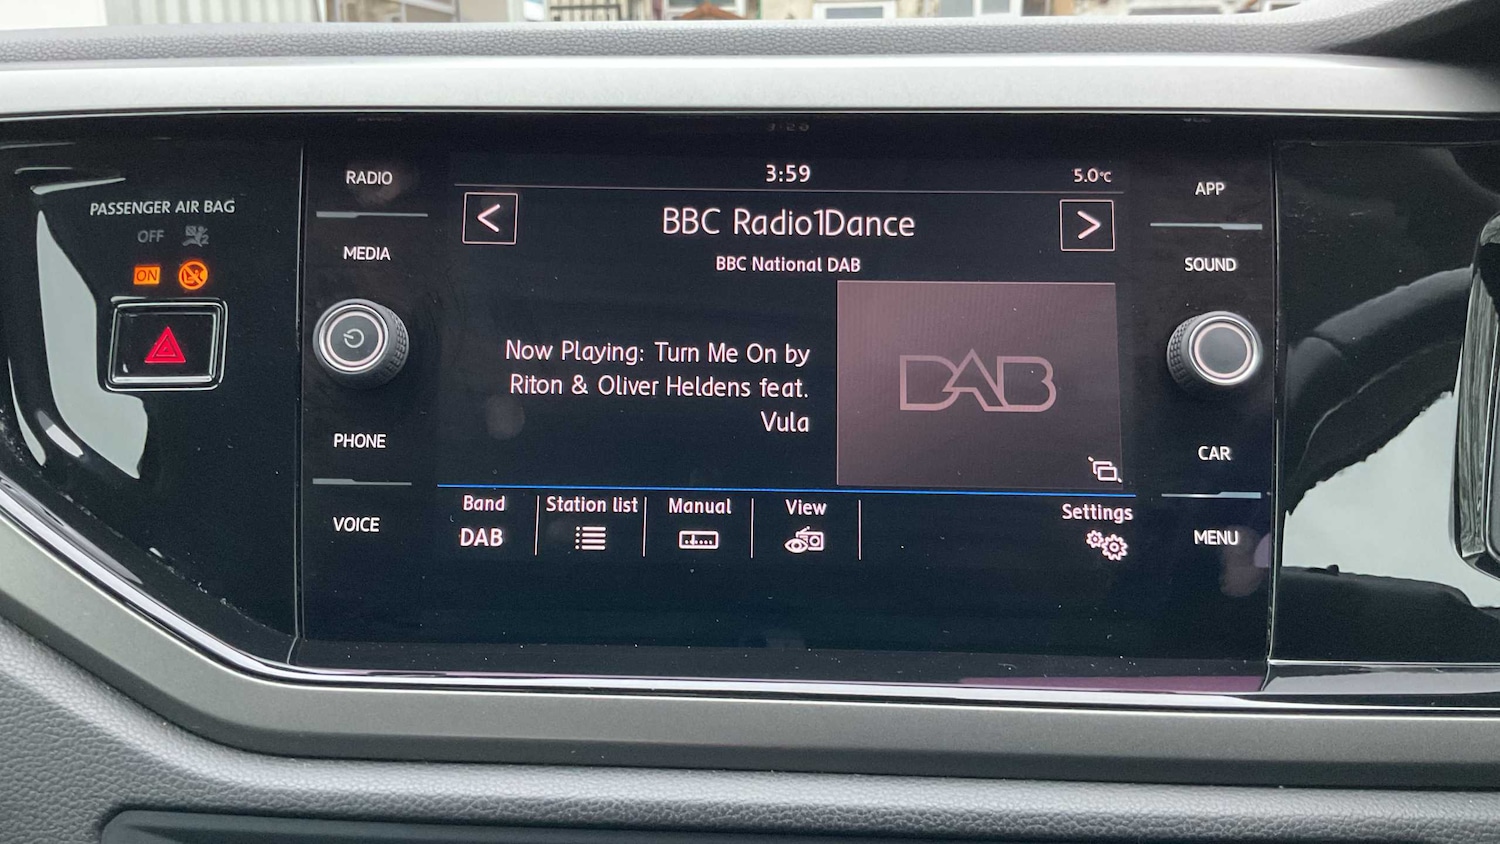 PASSENGER AIR BAG
OFF
ON
RADIO
MEDIA
PHONE
VOICE
3:59
5.0°C
BBC Radio1Dance
BBC National DAB
Now Playing: Turn Me On by
Riton & Oliver Heldens feat.
Vula
DAB
Band
DAB
Station list
Manual
View
Settings
APP
SOUND
CAR
MENU